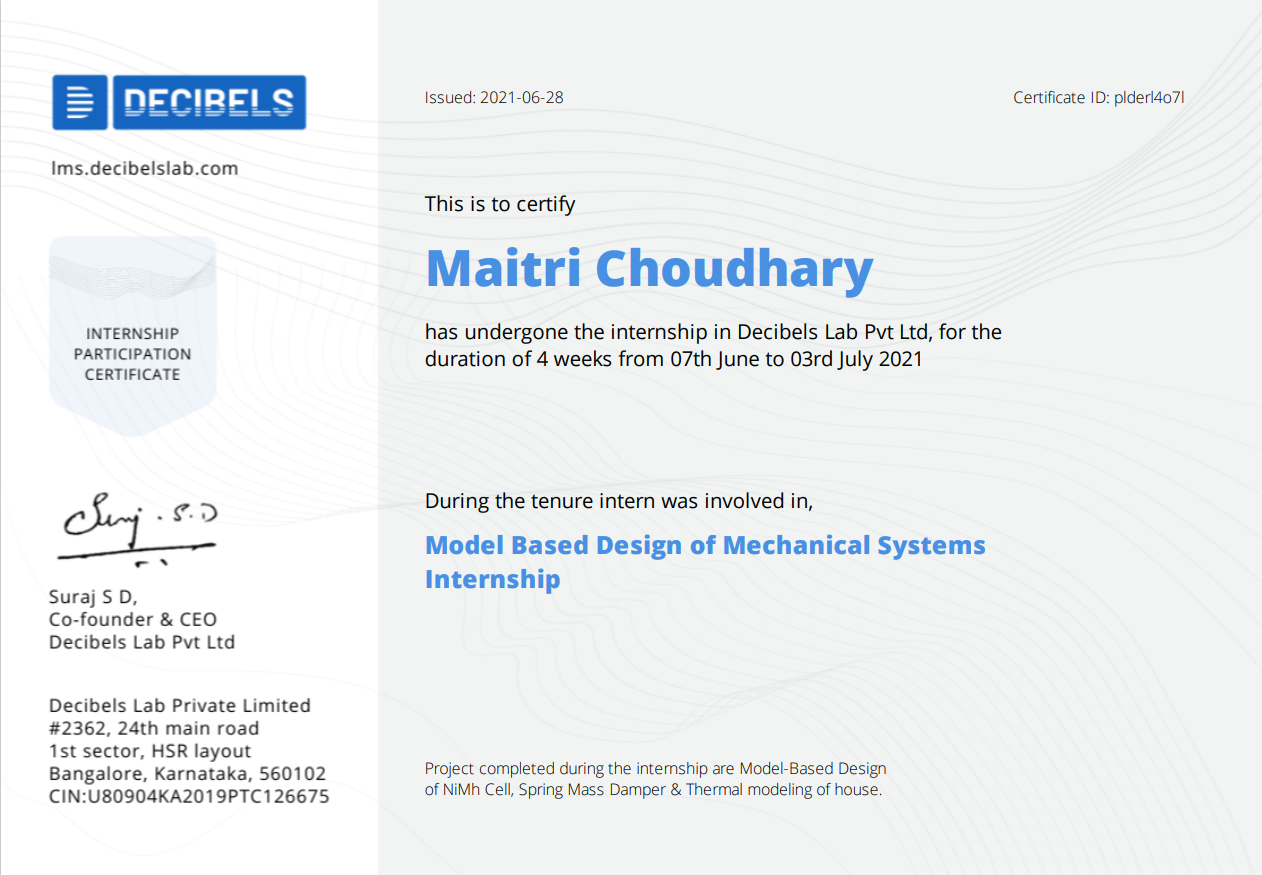 DECIBELS
lms.decibelslab.com
INTERNSHIP
PARTICIPATION
CERTIFICATE
Suraj . S.D
Suraj S D,
Co-founder & CEO
Decibels Lab Pvt Ltd
Decibels Lab Private Limited
#2362, 24th main road
1st sector, HSR layout
Bangalore, Karnataka, 560102
CIN:U80904KA2019PTC126675
Issued: 2021-06-28
Certificate ID: plderl4o7l
This is to certify
Maitri Choudhary
has undergone the internship in Decibels Lab Pvt Ltd, for the
duration of 4 weeks from 07th June to 03rd July 2021
During the tenure intern was involved in,
Model Based Design of Mechanical Systems
Internship
Project completed during the internship are Model-Based Design
of NiMh Cell, Spring Mass Damper & Thermal modeling of house.